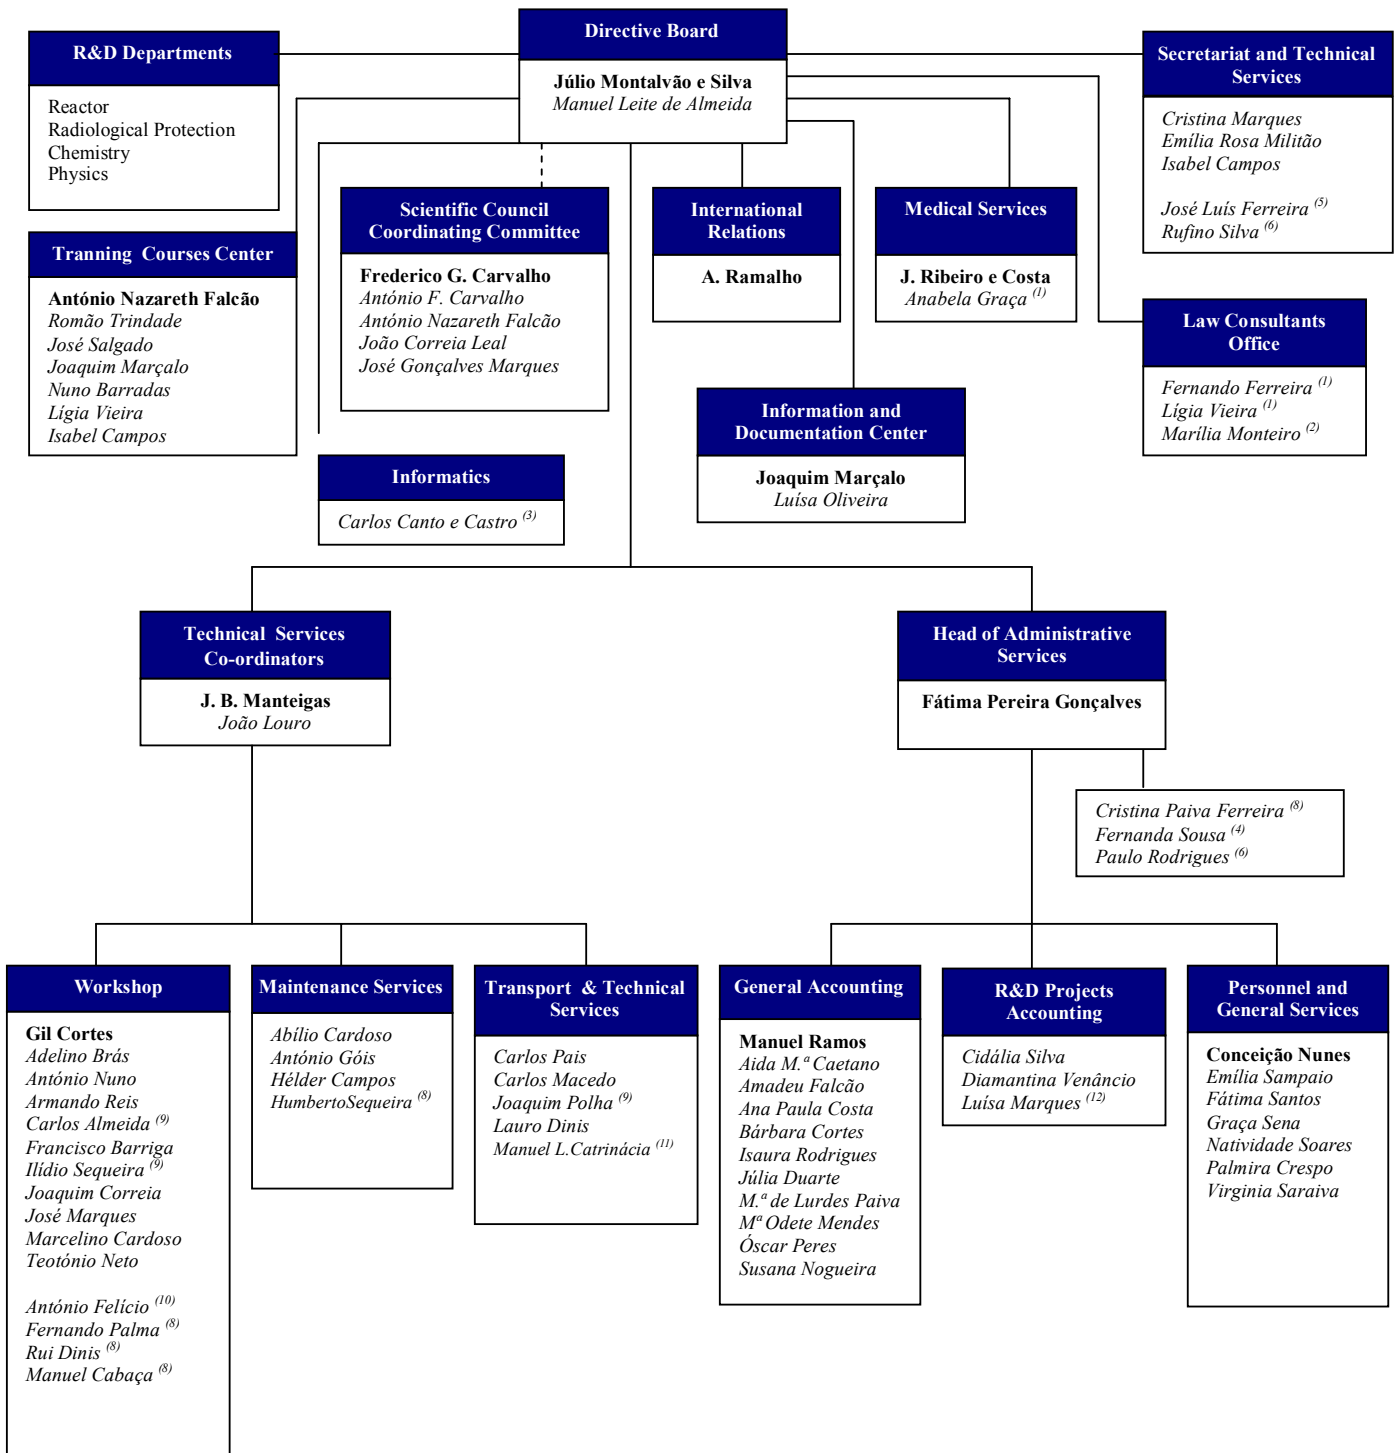 Directive Board
Júlio Montalvão e Silva
Manuel Leite de Almeida
R&D Departments
Reactor
Radiological Protection
Chemistry
Physics
Secretariat and Technical
Services
Cristina Marques
Emília Rosa Militão
Isabel Campos
José Luís Ferreira (5)
Rufino Silva (6)
Tranning Courses Center
António Nazareth Falcão
Romão Trindade
José Salgado
Joaquim Marçalo
Nuno Barradas
Lígia Vieira
Isabel Campos
Scientific Council
Coordinating Committee
Frederico G. Carvalho
António F. Carvalho
António Nazareth Falcão
João Correia Leal
José Gonçalves Marques
International
Relations
A. Ramalho
Medical Services
J. Ribeiro e Costa
Anabela Graça (1)
Law Consultants
Office
Fernando Ferreira (1)
Lígia Vieira (1)
Marília Monteiro (2)
Information and
Documentation Center
Joaquim Marçalo
Luísa Oliveira
Informatics
Carlos Canto e Castro (3)
Technical Services
Co-ordinators
J. B. Manteigas
João Louro
Head of Administrative
Services
Fátima Pereira Gonçalves
Cristina Paiva Ferreira (8)
Fernanda Sousa (4)
Paulo Rodrigues (6)
Workshop
Gil Cortes
Adelino Brás
António Nuno
Armando Reis
Carlos Almeida (9)
Francisco Barriga
Ilídio Sequeira (9)
Joaquim Correia
José Marques
Marcelino Cardoso
Teotónio Neto
António Felício (10)
Fernando Palma (8)
Rui Dinis (8)
Manuel Cabaça (8)
Maintenance Services
Abílio Cardoso
António Góis
Hélder Campos
HumbertoSequeira (8)
Transport & Technical
Services
Carlos Pais
Carlos Macedo
Joaquim Polha (9)
Lauro Dinis
Manuel L.Catrinácia (11)
General Accounting
Manuel Ramos
Aida M.ª Caetano
Amadeu Falcão
Ana Paula Costa
Bárbara Cortes
Isaura Rodrigues
Júlia Duarte
M.ª de Lurdes Paiva
Mª Odete Mendes
Óscar Peres
Susana Nogueira
R&D Projects
Accounting
Cidália Silva
Diamantina Venâncio
Luísa Marques (12)
Personnel and
General Services
Conceição Nunes
Emília Sampaio
Fátima Santos
Graça Sena
Natividade Soares
Palmira Crespo
Virginia Saraiva